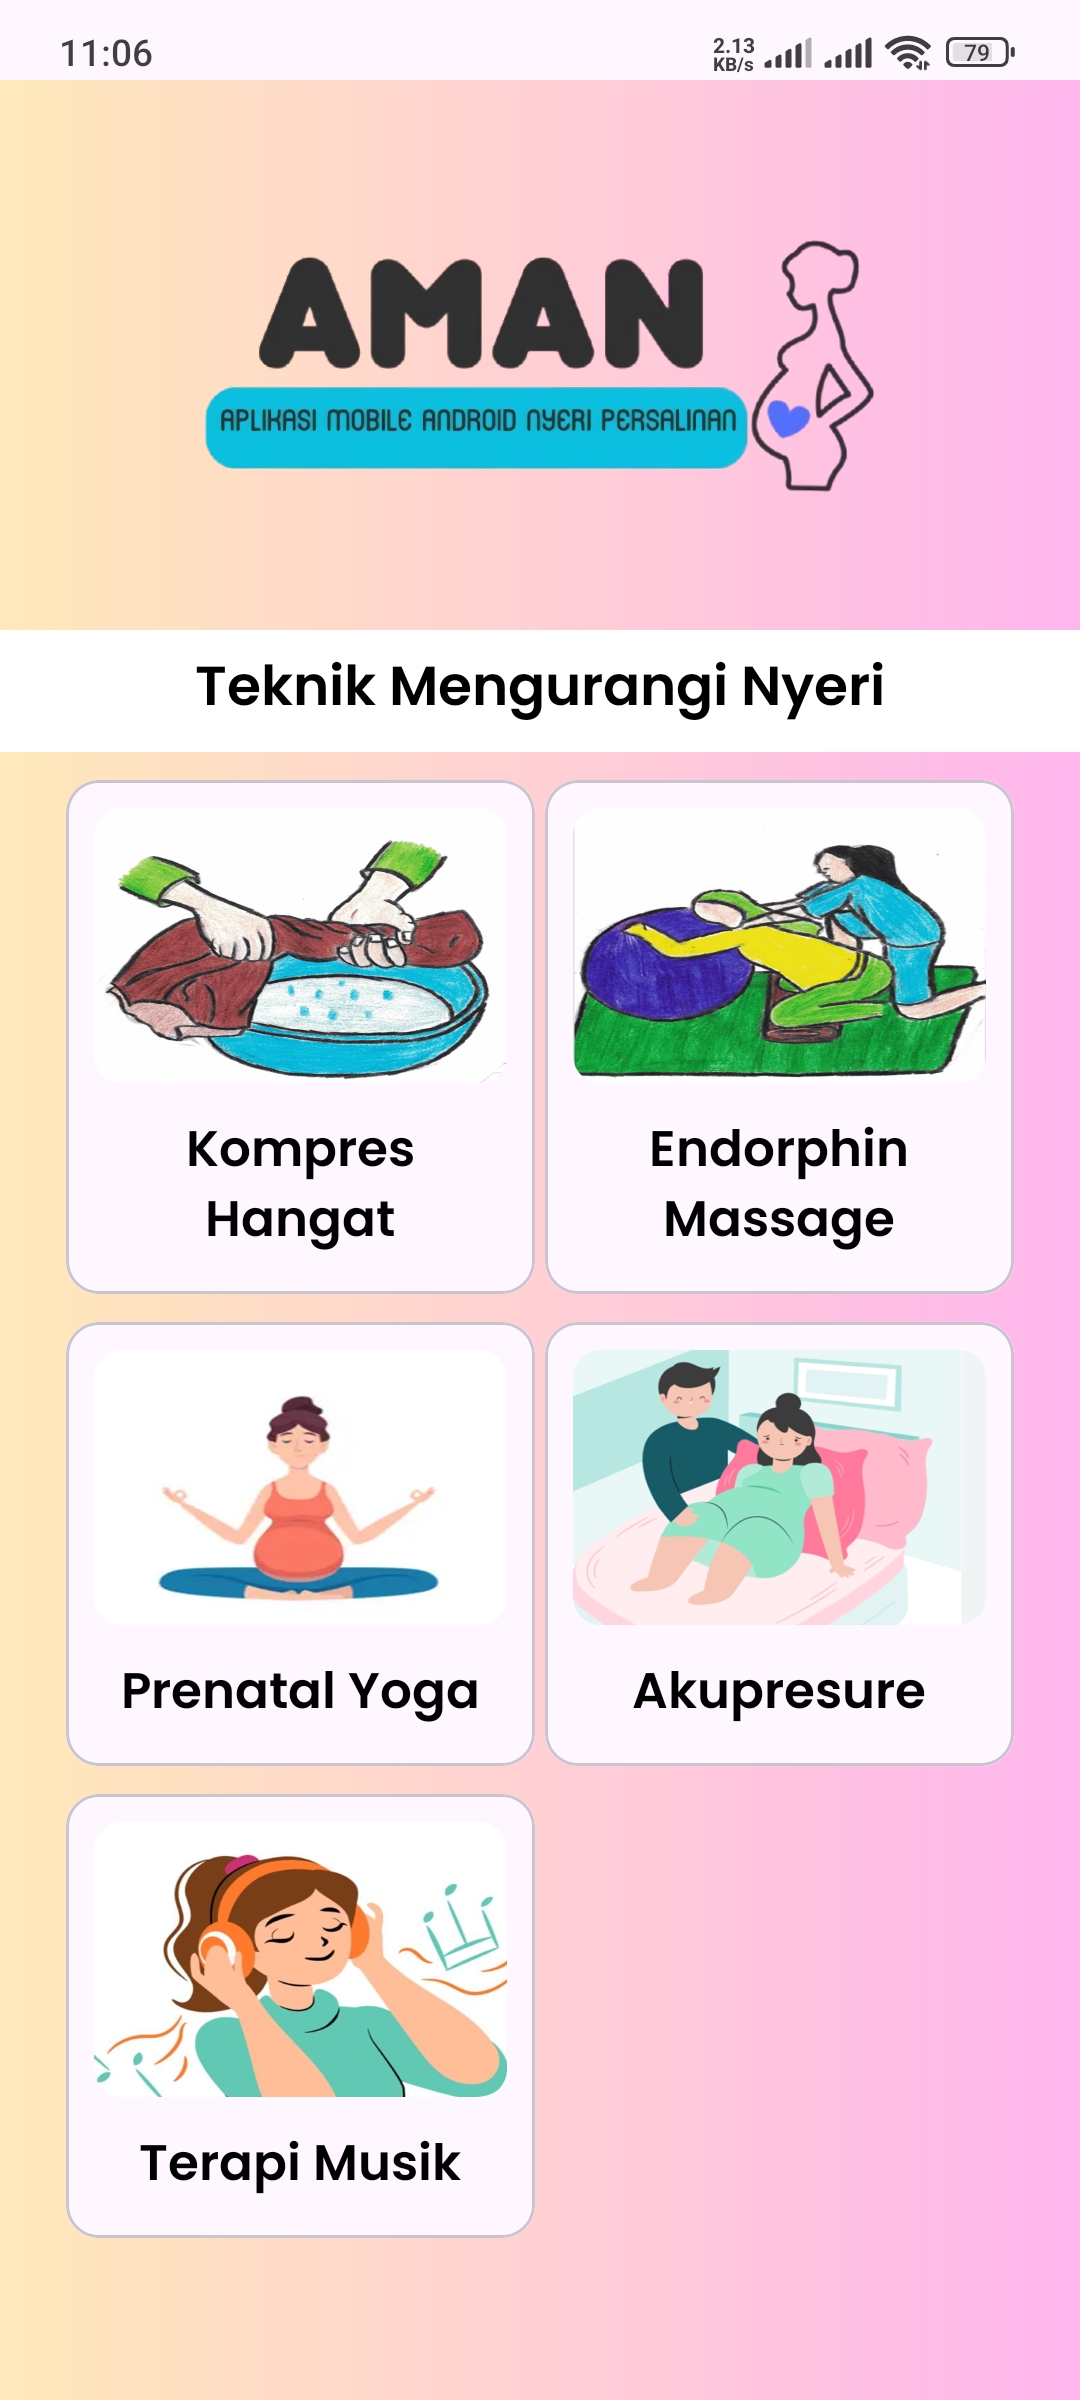 11:06
2.13
KB/s
79
AMAN
APLIKASI MOBILE ANDROID NYERI PERSALINAN
Teknik Mengurangi Nyeri
Kompres
Hangat
Endorphin
Massage
Prenatal Yoga
Akupresure
Terapi Musik